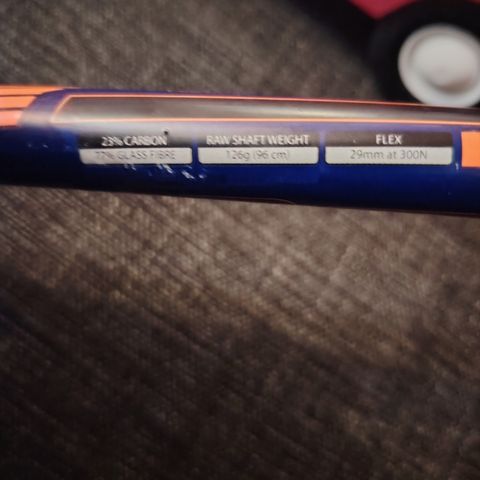 23% CARBON RAW SHAFT WEIGHT FLEX
77% GLASS FIBRE 126g (96 cm) 29mm at 300N